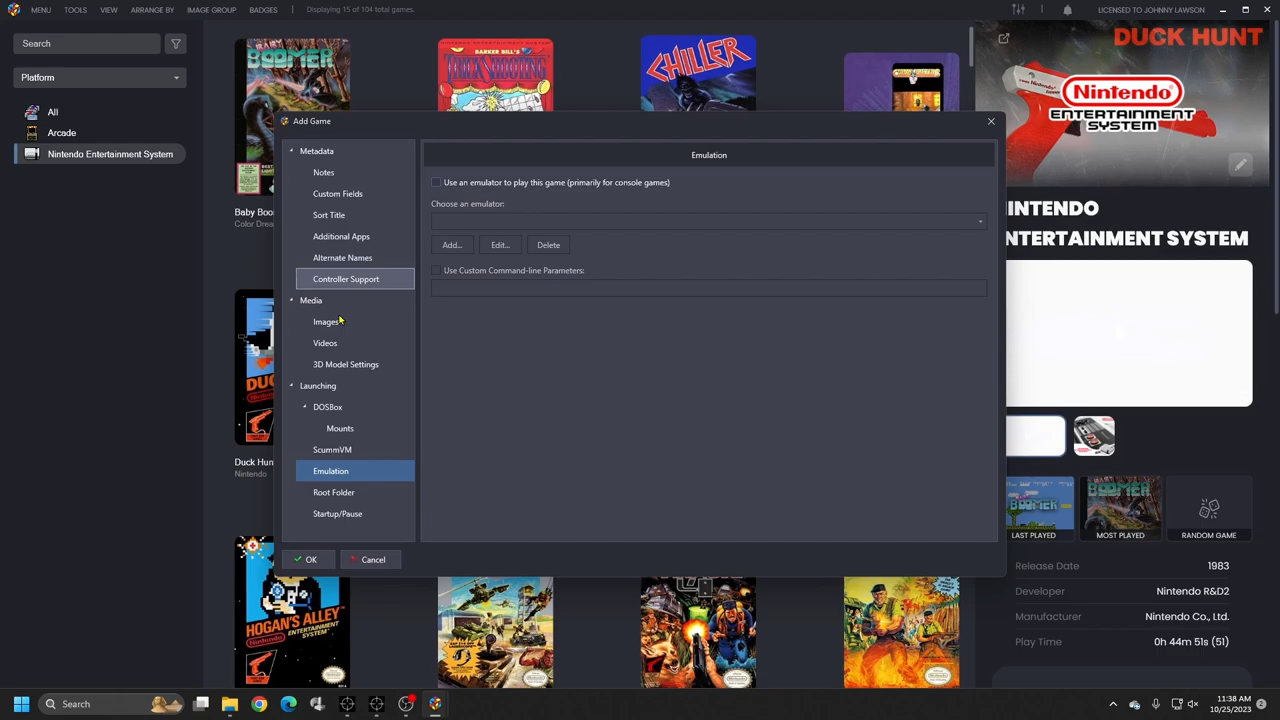 MENU TOOLS VIEW ARRANGE BY IMAGE GROUP BADGES Displaying 15 of 104 total games. LICENSED TO JOHNNY LAWSON
Search
Platform
All
Arcade
Nintendo Entertainment System
BOOMER
BARKER BILL'S
TRICK SHOOTING
CHILLER
DUCK HUNT
Nintendo
ENTERTAINMENT
SYSTEM
Baby Boo
Color Drea
Duck Hun
Nintendo
HOGAN'S ALLEY
Nintendo
ENTERTAINMENT SYSTEM
Add Game
Metadata
Notes
Custom Fields
Sort Title
Additional Apps
Alternate Names
Controller Support
Media
Images
Videos
3D Model Settings
Launching
DOSBox
Mounts
ScummVM
Emulation
Root Folder
Startup/Pause
OK Cancel
Emulation
Use an emulator to play this game (primarily for console games)
Choose an emulator:
Add... Edit... Delete
Use Custom Command-line Parameters:
INTENDO
NTERTAINMENT SYSTEM
LAST PLAYED MOST PLAYED RANDOM GAME
Release Date 1983
Developer Nintendo R&D2
Manufacturer Nintendo Co., Ltd.
Play Time 0h 44m 51s (51)
Search
11:38 AM
10/25/2023